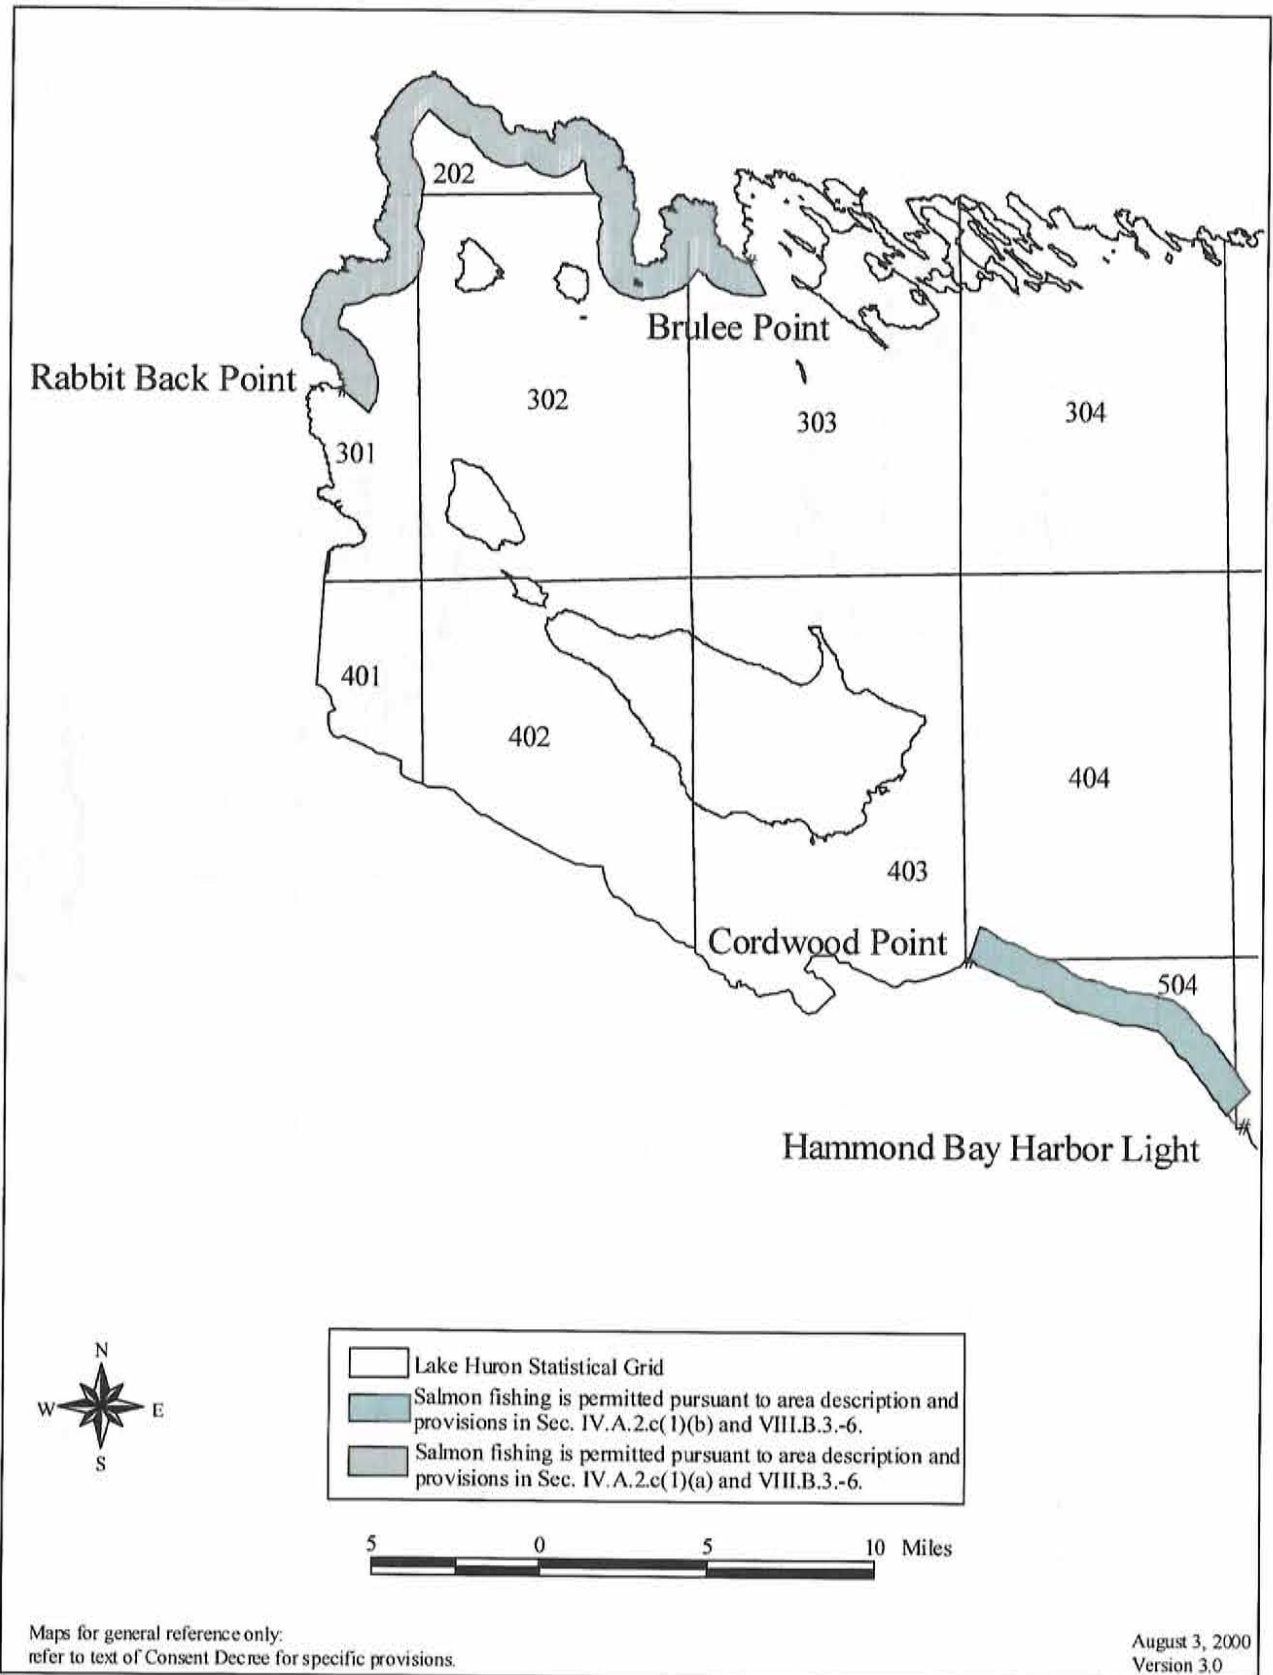 202
Brulee Point
Rabbit Back Point
302
303
304
301
401
402
404
403
Cordwood Point
504
Hammond Bay Harbor Light
N
W E
S
Lake Huron Statistical Grid
Salmon fishing is permitted pursuant to area description and
provisions in Sec. IV.A.2.c(1)(b) and VIII.B.3.-6.
Salmon fishing is permitted pursuant to area description and
provisions in Sec. IV.A.2.c(1)(a) and VIII.B.3.-6.
5 0 5 10 Miles
Maps for general reference only:
refer to text of Consent Decree for specific provisions.
August 3, 2000
Version 3.0